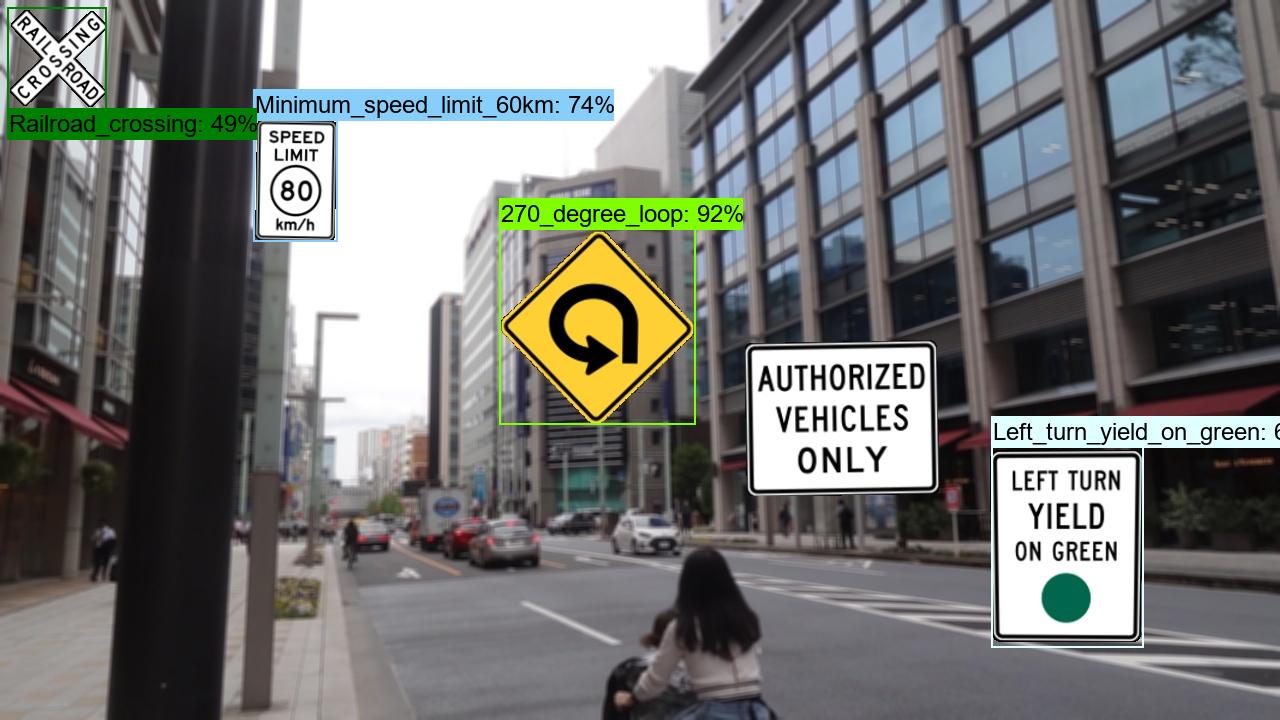 RAILROAD
CROSSING
Railroad_crossing: 49%
Minimum_speed_limit_60km: 74%
SPEED
LIMIT
80
km/h
270_degree_loop: 92%
AUTHORIZED
VEHICLES
ONLY
Left_turn_yield_on_green: 6
LEFT TURN
YIELD
ON GREEN